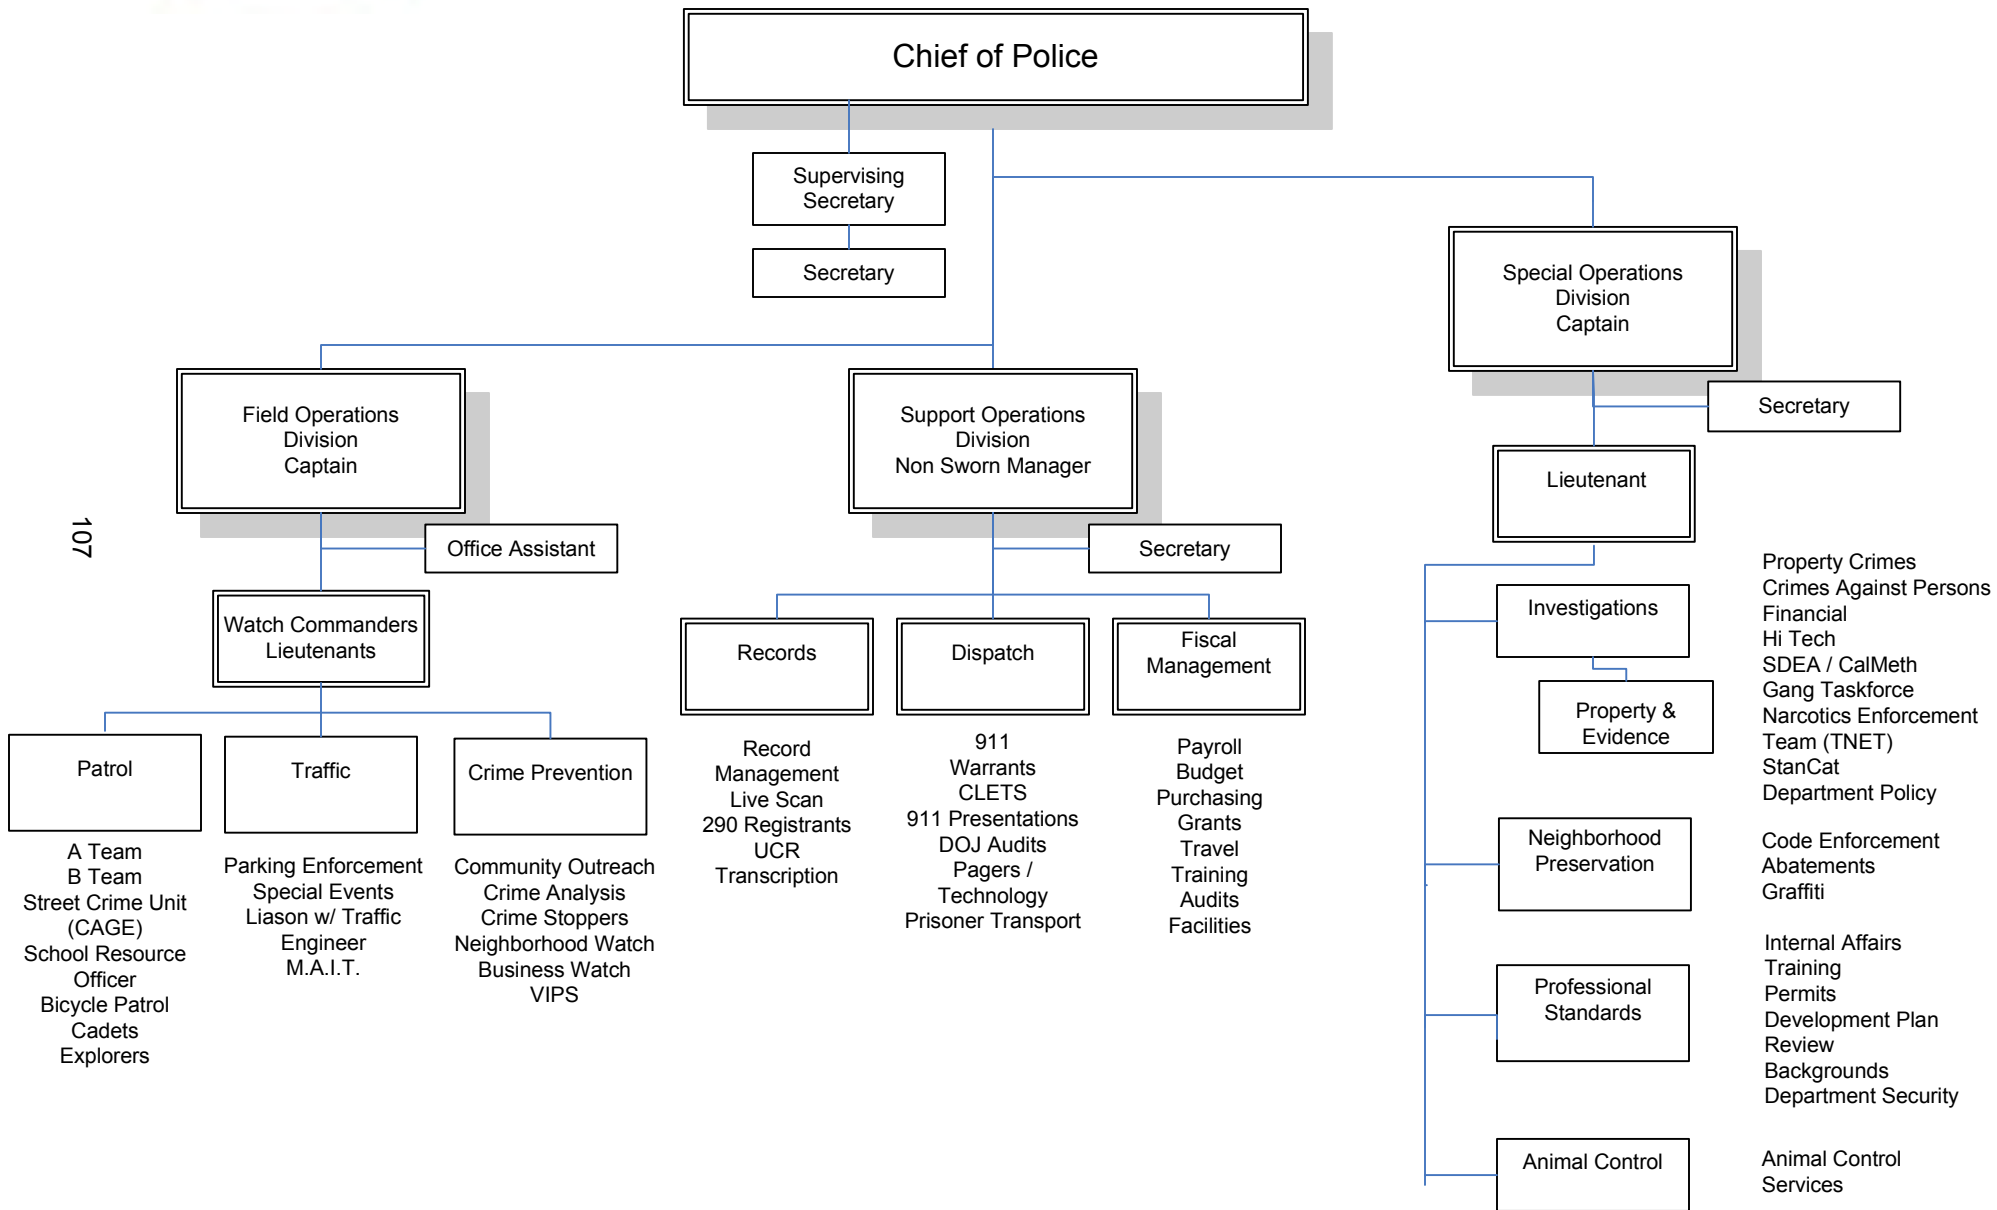 Chief of Police
Supervising
Secretary
Secretary
Special Operations
Division
Captain
Secretary
Field Operations
Division
Captain
Office Assistant
Support Operations
Division
Non Sworn Manager
Secretary
Lieutenant
107
Watch Commanders
Lieutenants
Patrol
A Team
B Team
Street Crime Unit
(CAGE)
School Resource
Officer
Bicycle Patrol
Cadets
Explorers
Traffic
Parking Enforcement
Special Events
Liason w/ Traffic
Engineer
M.A.I.T.
Crime Prevention
Community Outreach
Crime Analysis
Crime Stoppers
Neighborhood Watch
Business Watch
VIPS
Records
Record
Management
Live Scan
290 Registrants
UCR
Transcription
Dispatch
911
Warrants
CLETS
911 Presentations
DOJ Audits
Pagers /
Technology
Prisoner Transport
Fiscal
Management
Payroll
Budget
Purchasing
Grants
Travel
Training
Audits
Facilities
Investigations
Property &
Evidence
Property Crimes
Crimes Against Persons
Financial
Hi Tech
SDEA / CalMeth
Gang Taskforce
Narcotics Enforcement
Team (TNET)
StanCat
Department Policy
Neighborhood
Preservation
Code Enforcement
Abatements
Graffiti
Professional
Standards
Internal Affairs
Training
Permits
Development Plan
Review
Backgrounds
Department Security
Animal Control
Animal Control
Services